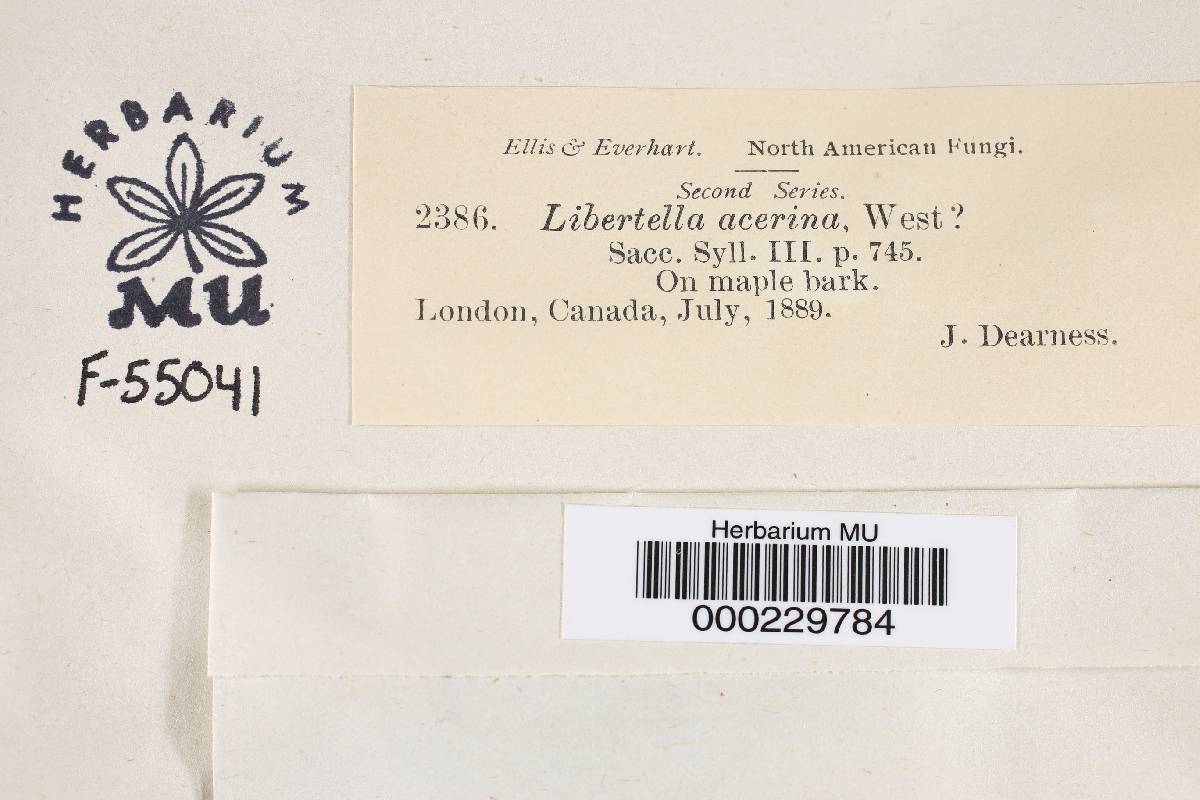 HERBARIUM
MU
F-55041
Ellis & Everhart. North American Fungi.
Second Series.
2386. Libertella acerina, West ?
Sacc. Syll. III. p. 745.
On maple bark.
London, Canada, July, 1889.
J. Dearness.
Herbarium MU
000229784